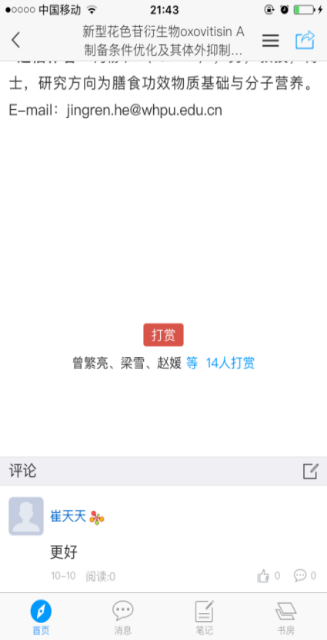 中国移动
21:43
新型花色苷衍生物oxovitisin A
制备条件优化及其体外抑制...
士，研究方向为膳食功效物质基础与分子营养。
E-mail：jingren.he@whpu.edu.cn
打赏
曾繁亮、梁雪、赵媛 等 14人打赏
评论
崔天天
更好
10-10 阅读:0 0 0
首页 消息 笔记 书房